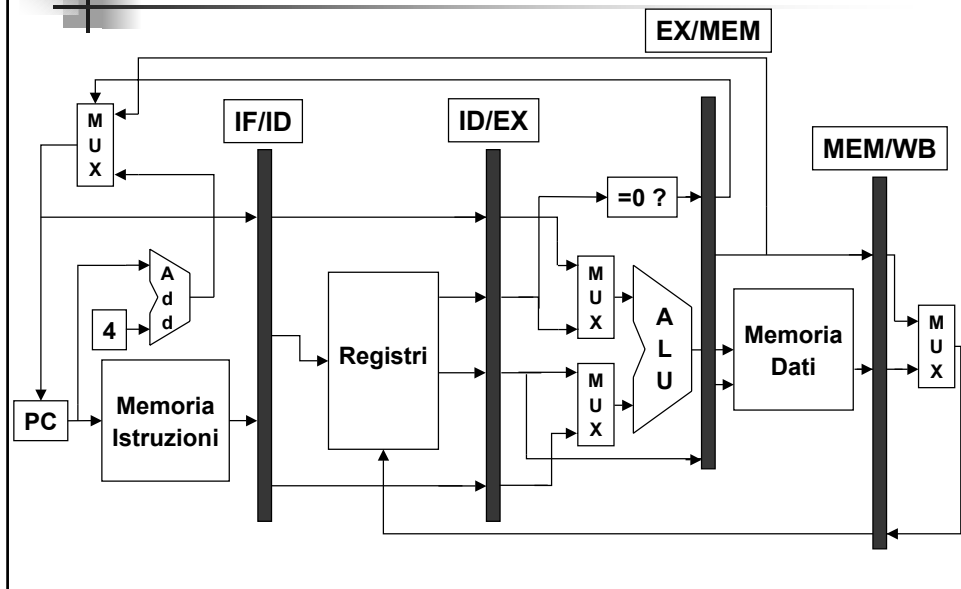 EX/MEM
IF/ID
ID/EX
MEM/WB
M
U
X
=0 ?
A
d
d
4
PC
Memoria
Istruzioni
Registri
M
U
X
M
U
X
A
L
U
Memoria
Dati
M
U
X